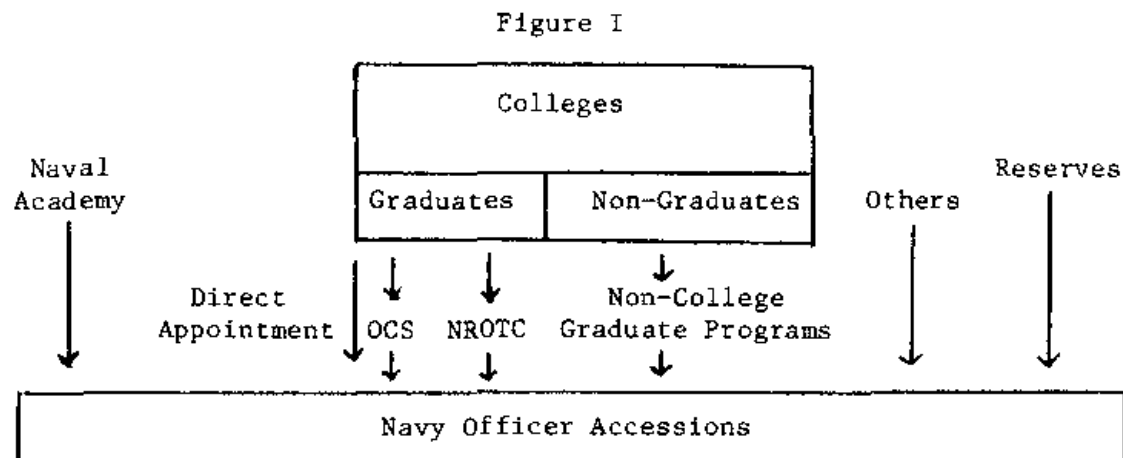 Figure I
Colleges
Naval
Academy
Graduates
Non-Graduates
Others
Reserves
Direct
Appointment
OCS
NROTC
Non-College
Graduate Programs
Navy Officer Accessions